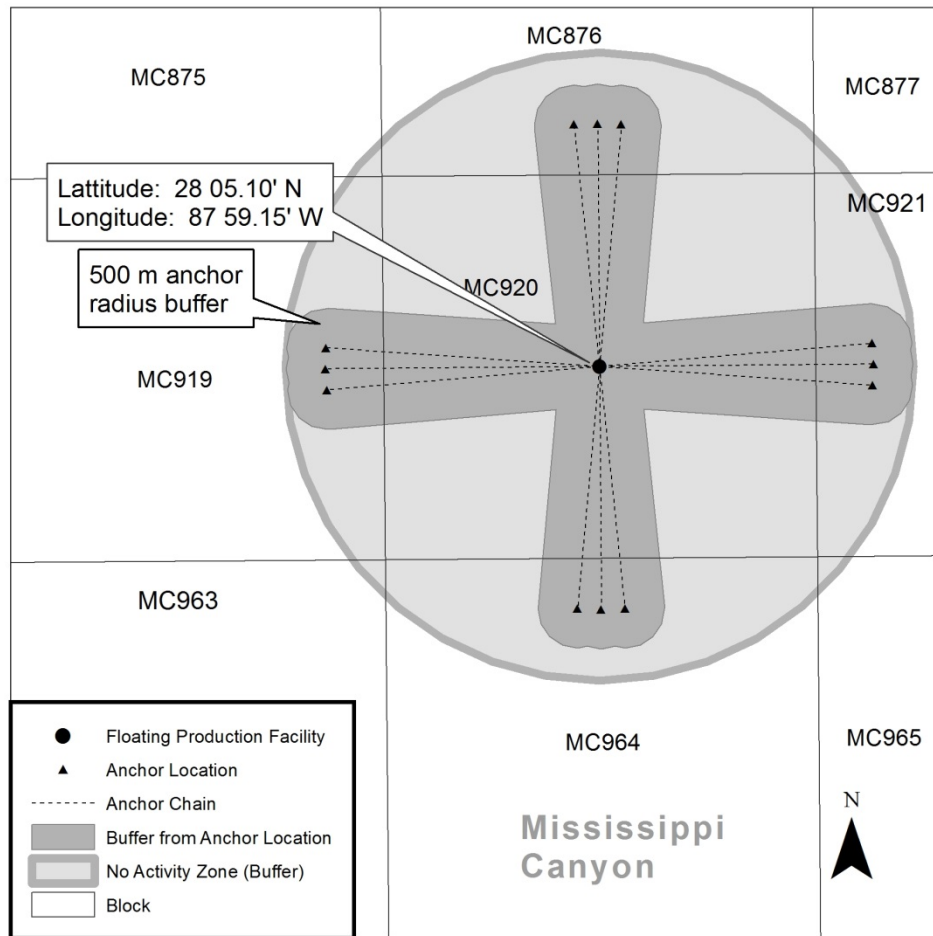 MC876
MC875
MC877
Lattitude: 28 05.10' N
Longitude: 87 59.15' W
MC921
500 m anchor
radius buffer
MC920
MC919
MC963
MC964
MC965
Floating Production Facility
Anchor Location
Anchor Chain
Buffer from Anchor Location
No Activity Zone (Buffer)
Block
Mississippi
Canyon
N